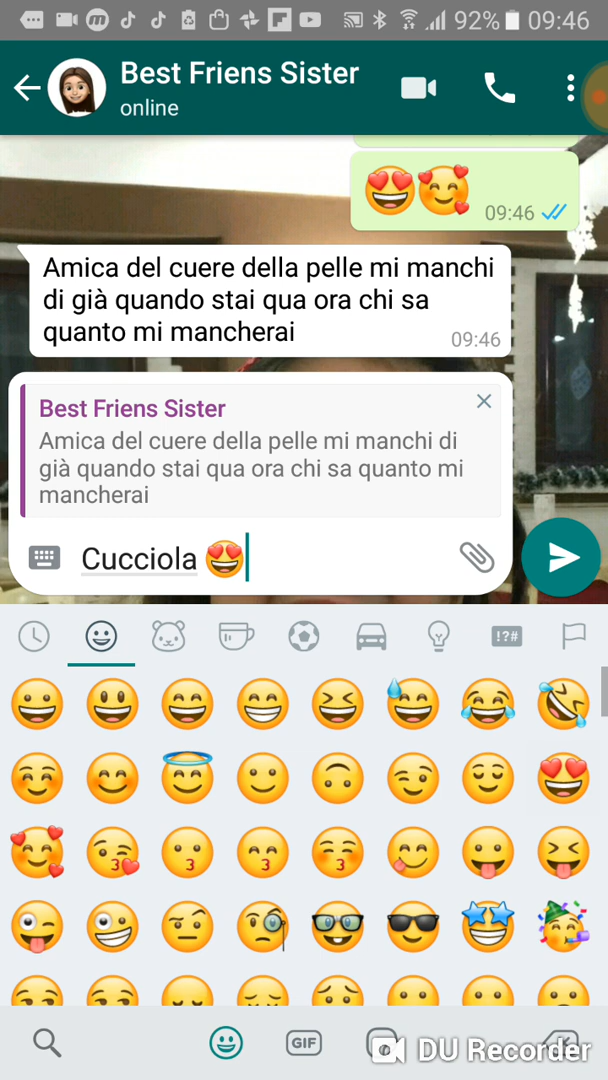 92% 09:46
Best Friens Sister
online
09:46
Amica del cuere della pelle mi manchi
di già quando stai qua ora chi sa
quanto mi mancherai
09:46
Best Friens Sister
Amica del cuere della pelle mi manchi di
già quando stai qua ora chi sa quanto mi
mancherai
Cucciola 😍
!?#
GIF
DU Recorder